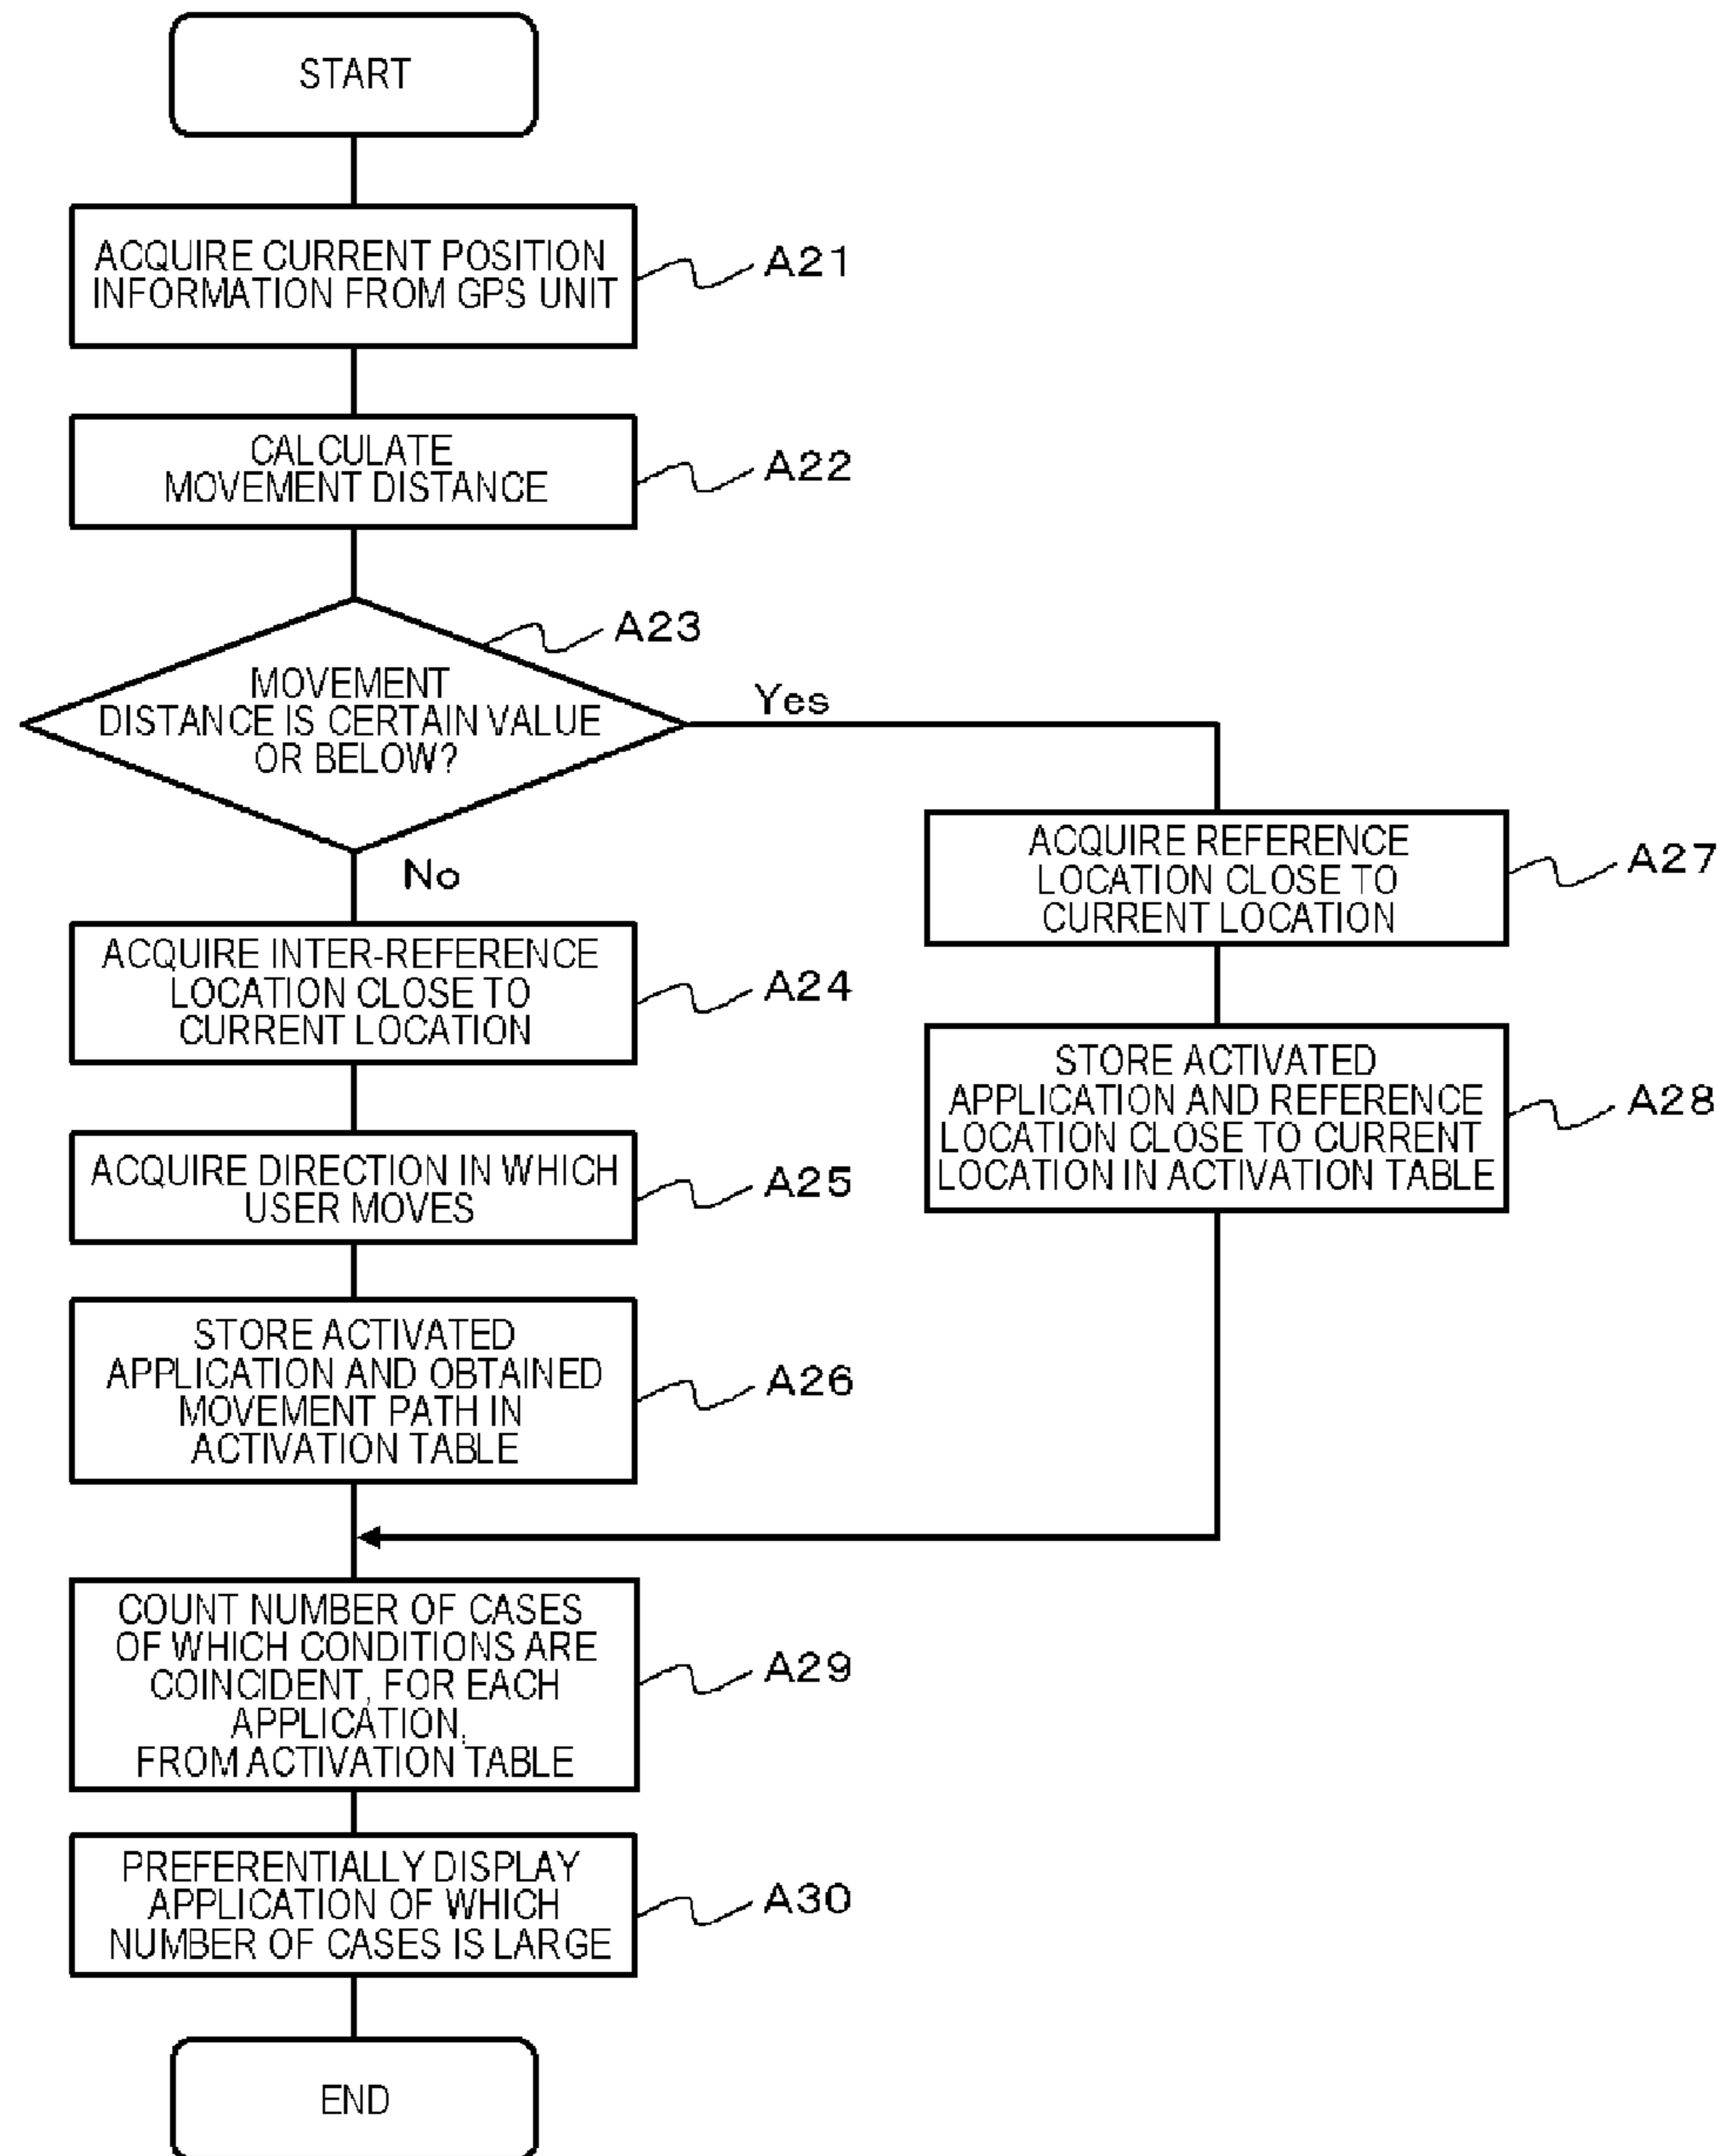 START
ACQUIRE CURRENT POSITION
INFORMATION FROM GPS UNIT
A21
CALCULATE
MOVEMENT DISTANCE
A22
A23
MOVEMENT
DISTANCE IS CERTAIN VALUE
OR BELOW?
Yes
No
ACQUIRE REFERENCE
LOCATION CLOSE TO
CURRENT LOCATION
A27
ACQUIRE INTER-REFERENCE
LOCATION CLOSE TO
CURRENT LOCATION
A24
STORE ACTIVATED
APPLICATION AND REFERENCE
LOCATION CLOSE TO CURRENT
LOCATION IN ACTIVATION TABLE
A28
ACQUIRE DIRECTION IN WHICH
USER MOVES
A25
STORE ACTIVATED
APPLICATION AND OBTAINED
MOVEMENT PATH IN
ACTIVATION TABLE
A26
COUNT NUMBER OF CASES
OF WHICH CONDITIONS ARE
COINCIDENT, FOR EACH
APPLICATION,
FROM ACTIVATION TABLE
A29
PREFERENTIALLY DISPLAY
APPLICATION OF WHICH
NUMBER OF CASES IS LARGE
A30
END